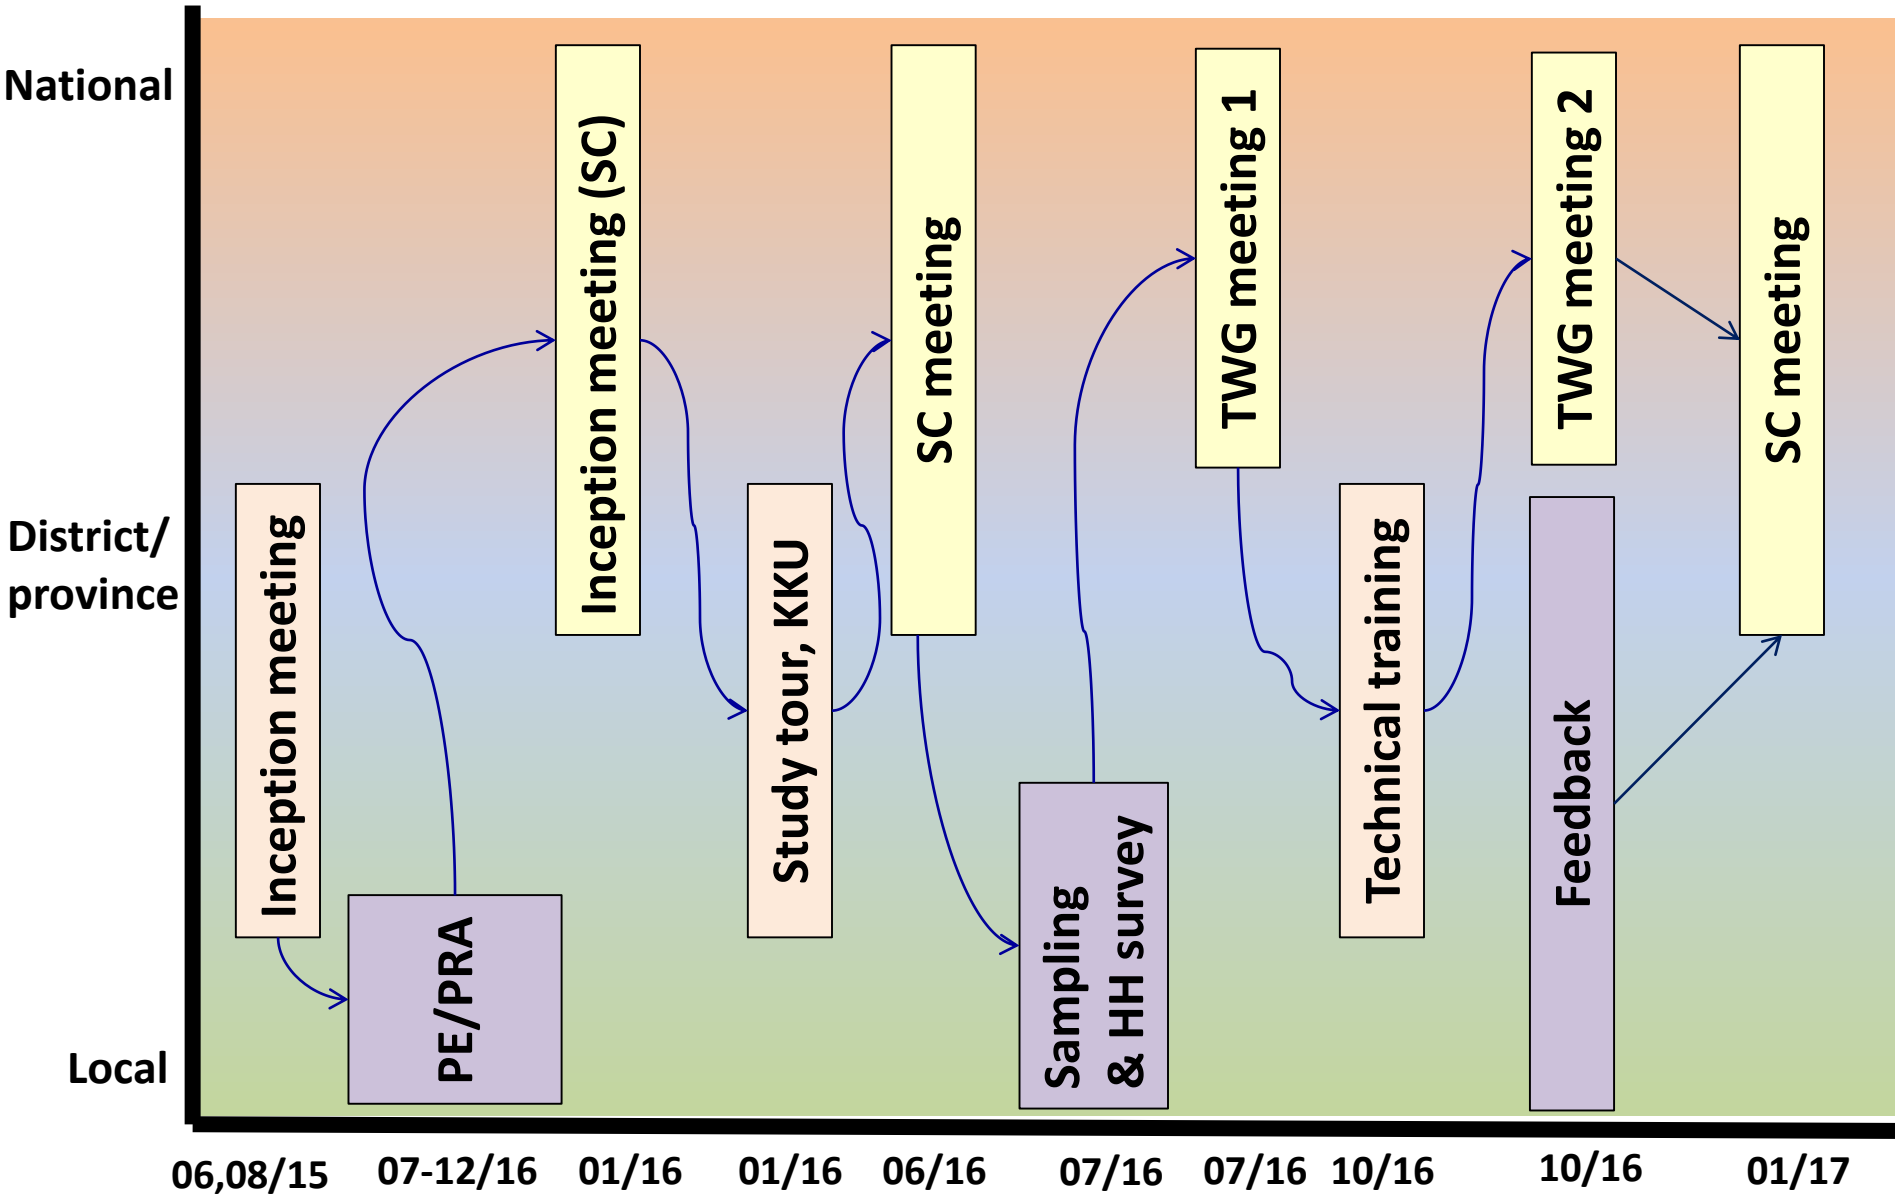 National
District/
province
Local
Inception meeting
PE/PRA
Inception meeting (SC)
Study tour, KKU
SC meeting
Sampling
& HH survey
TWG meeting 1
Technical training
TWG meeting 2
Feedback
SC meeting
06,08/15
07-12/16
01/16
01/16
06/16
07/16
07/16
10/16
10/16
01/17